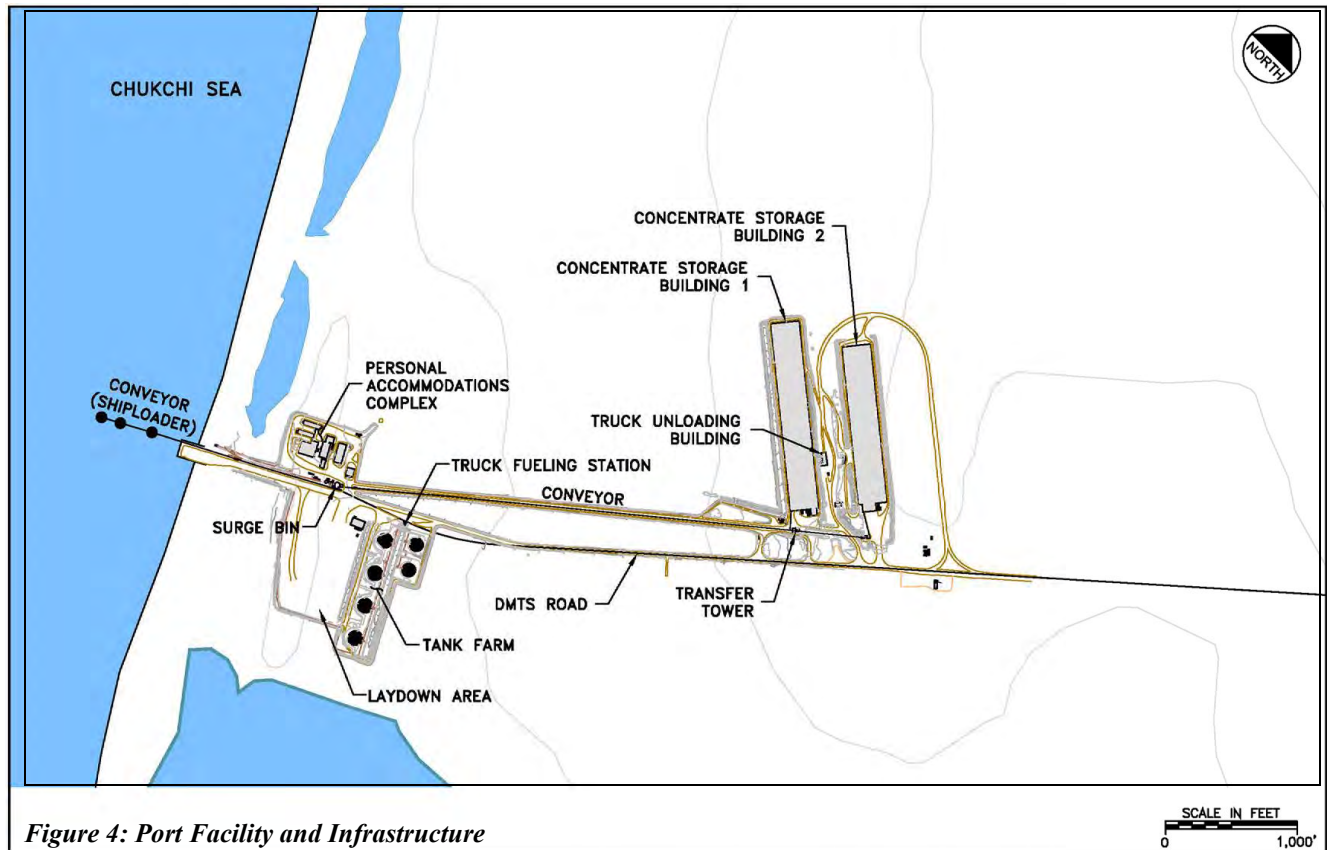 NORTH
CHUKCHI SEA
CONCENTRATE STORAGE
BUILDING 2
CONCENTRATE STORAGE
BUILDING 1
PERSONAL
ACCOMMODATIONS
COMPLEX
CONVEYOR
(SHIPLOADER)
TRUCK UNLOADING
BUILDING
TRUCK FUELING STATION
CONVEYOR
SURGE BIN
TRANSFER
TOWER
DMTS ROAD
TANK FARM
LAYDOWN AREA
Figure 4: Port Facility and Infrastructure
SCALE IN FEET
0 1,000'